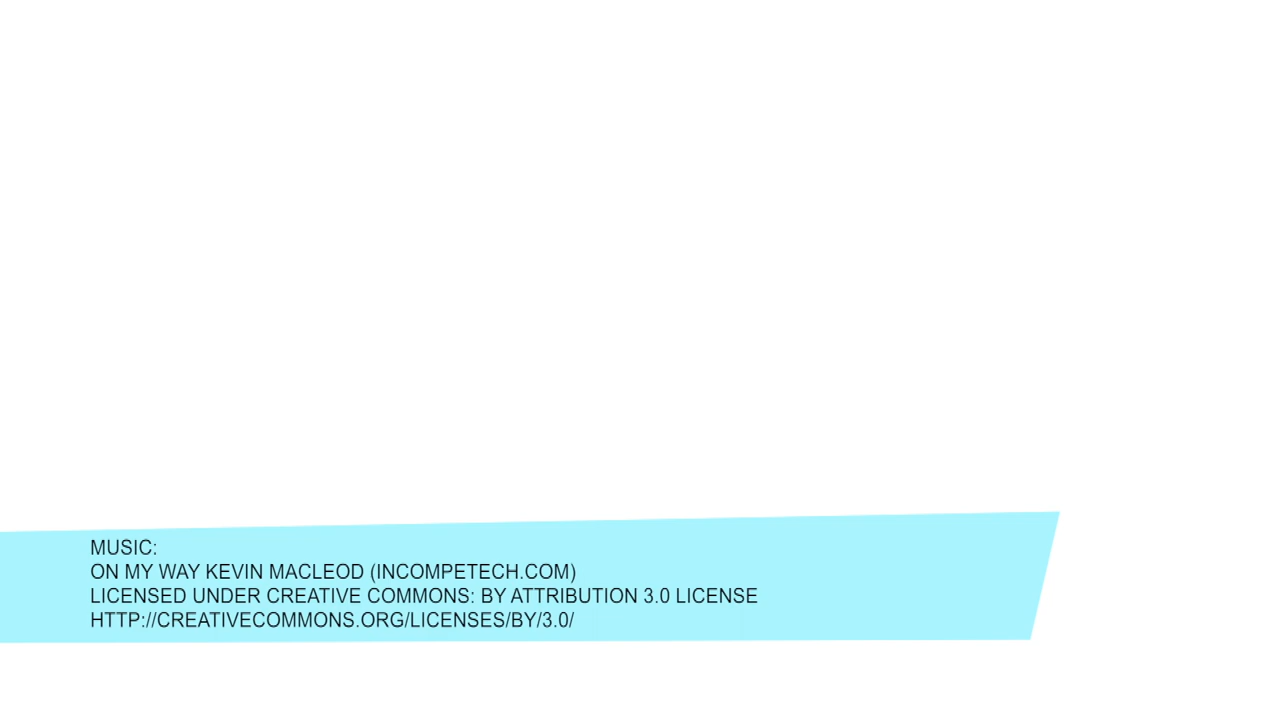 MUSIC:
ON MY WAY KEVIN MACLEOD (INCOMPETECH.COM)
LICENSED UNDER CREATIVE COMMONS: BY ATTRIBUTION 3.0 LICENSE
HTTP://CREATIVECOMMONS.ORG/LICENSES/BY/3.0/